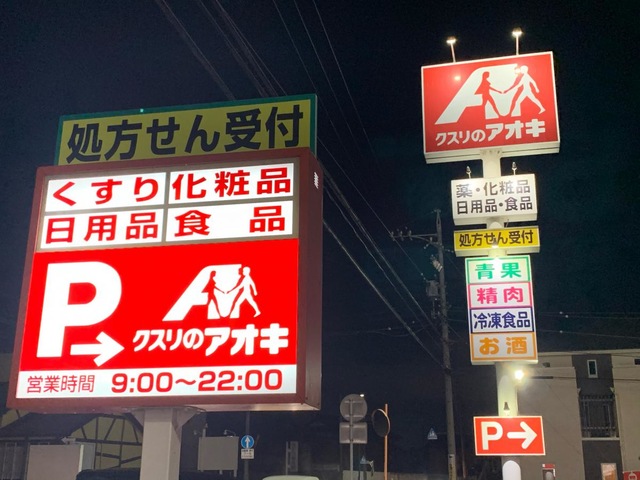 処方せん受付
くすり 化粧品
日用品 食品
P→
クスリのアオキ
営業時間 9:00〜22:00
クスリのアオキ
薬・化粧品
日用品・食品
処方せん受付
青果
精肉
冷凍食品
お酒
P→